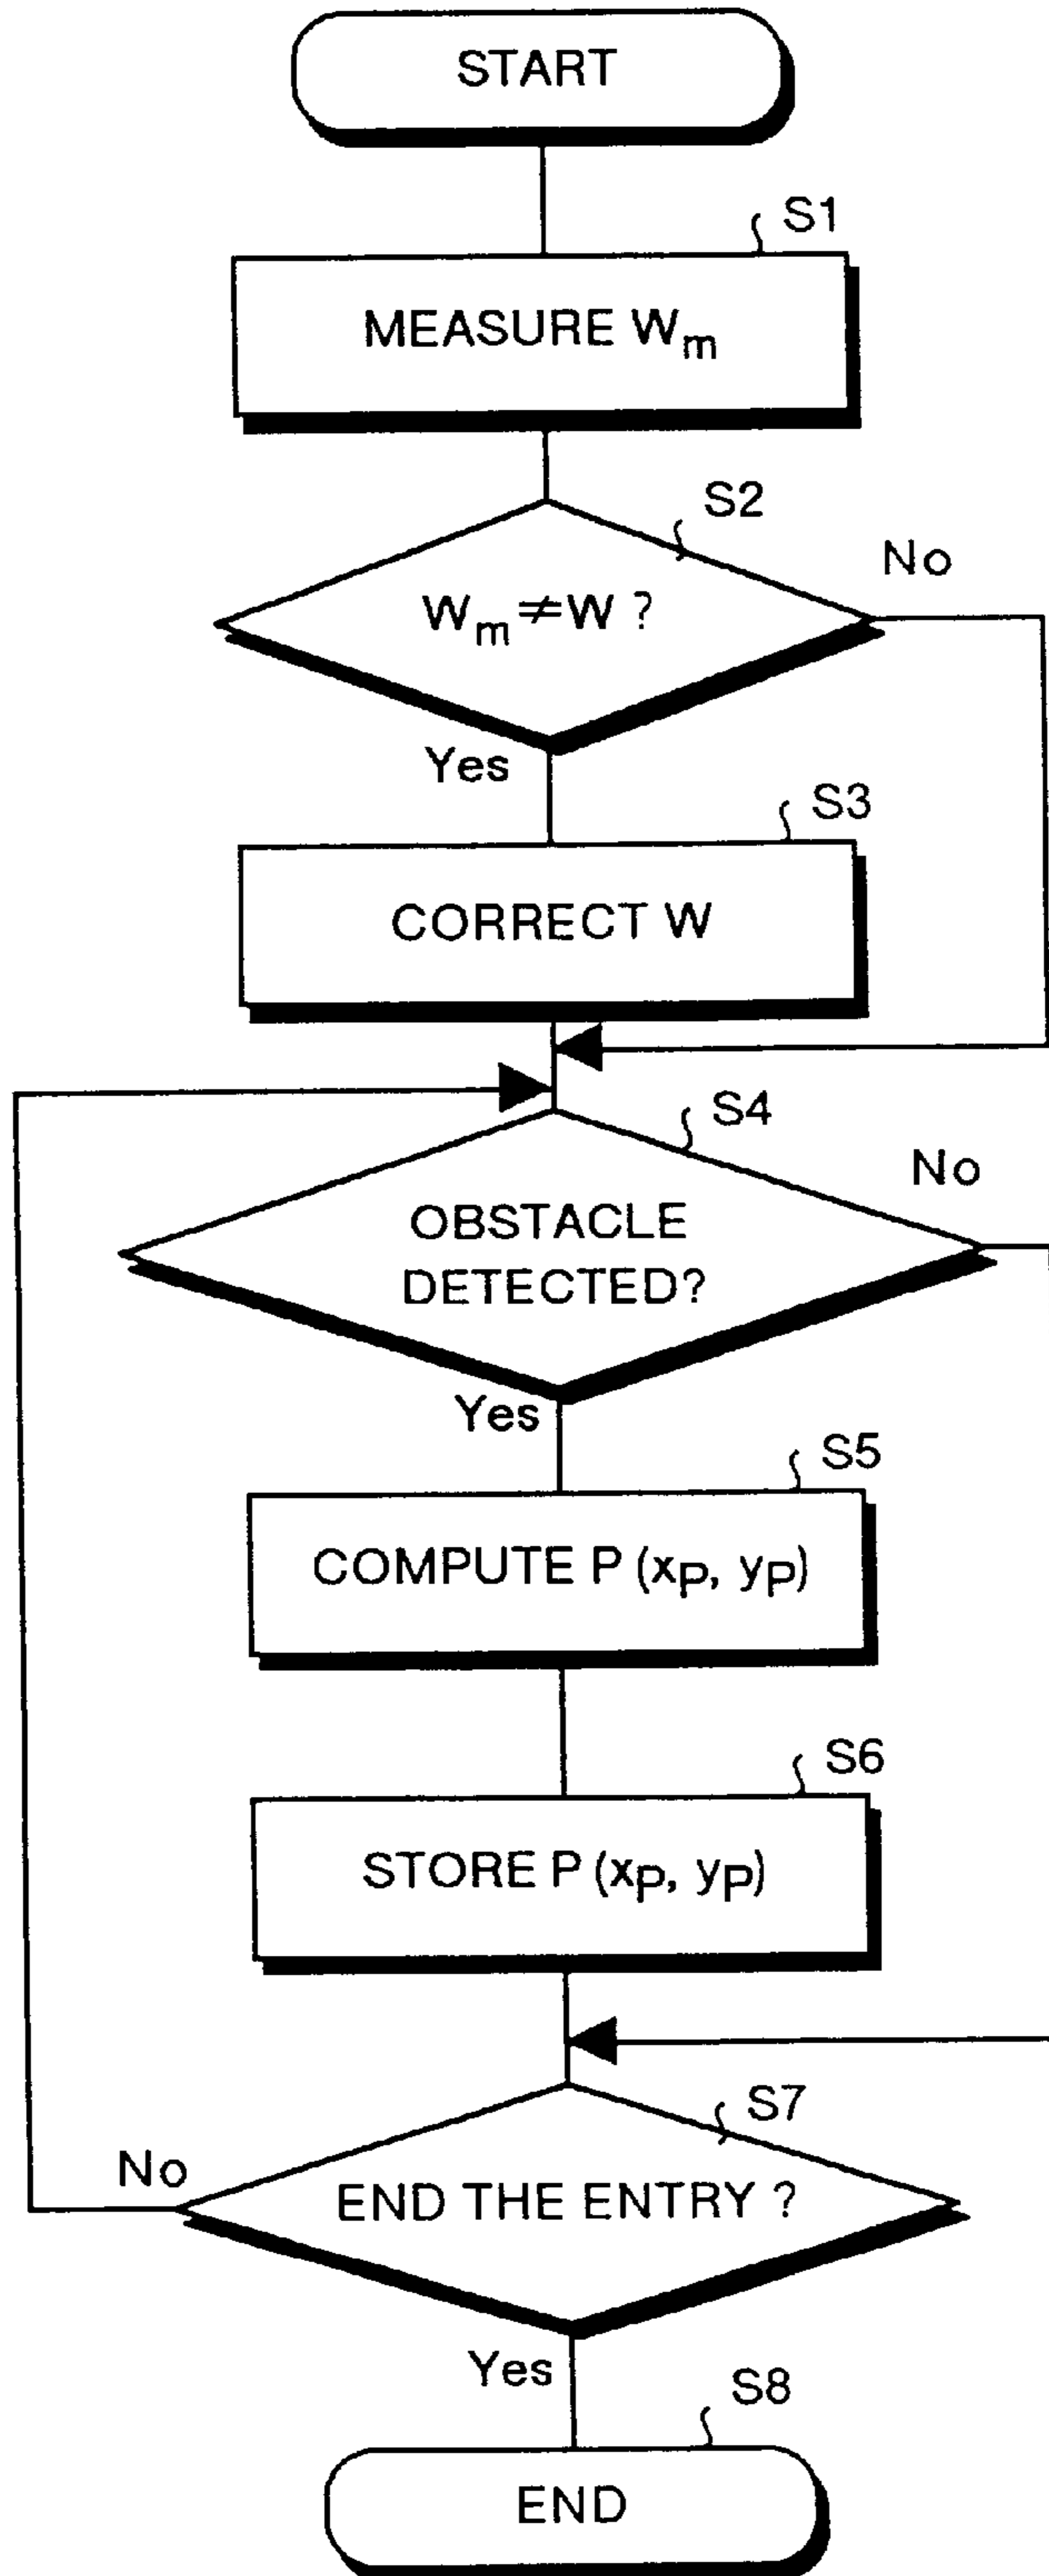 START
S1
MEASURE Wm
S2
No
Wm≠W ?
Yes
S3
CORRECT W
S4
No
OBSTACLE
DETECTED?
Yes
S5
COMPUTE P (xP, yP)
S6
STORE P (xP, yP)
S7
No
END THE ENTRY ?
Yes
S8
END